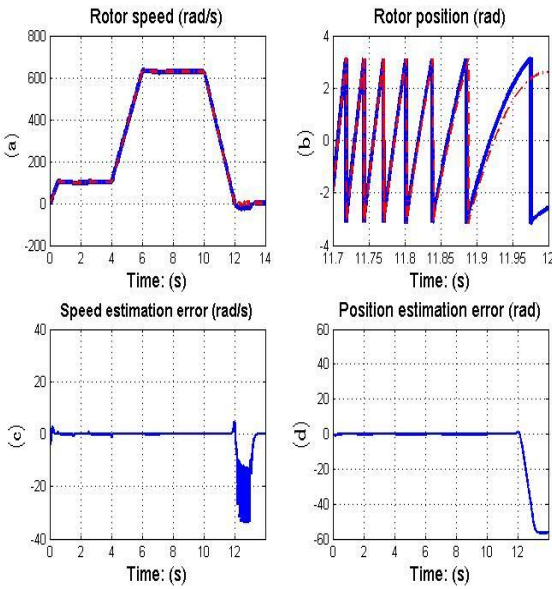 Rotor speed (rad/s)
800
600
400
200
0
-200
(a)
0 2 4 6 8 10 12 14
Time: (s)
Rotor position (rad)
4
2
0
-2
-4
(b)
11.7 11.75 11.8 11.85 11.9 11.95 12
Time: (s)
Speed estimation error (rad/s)
40
20
0
-20
-40
(c)
0 2 4 6 8 10 12
Time: (s)
Position estimation error (rad)
60
40
20
0
-20
-40
-60
(d)
0 2 4 6 8 10 12
Time: (s)